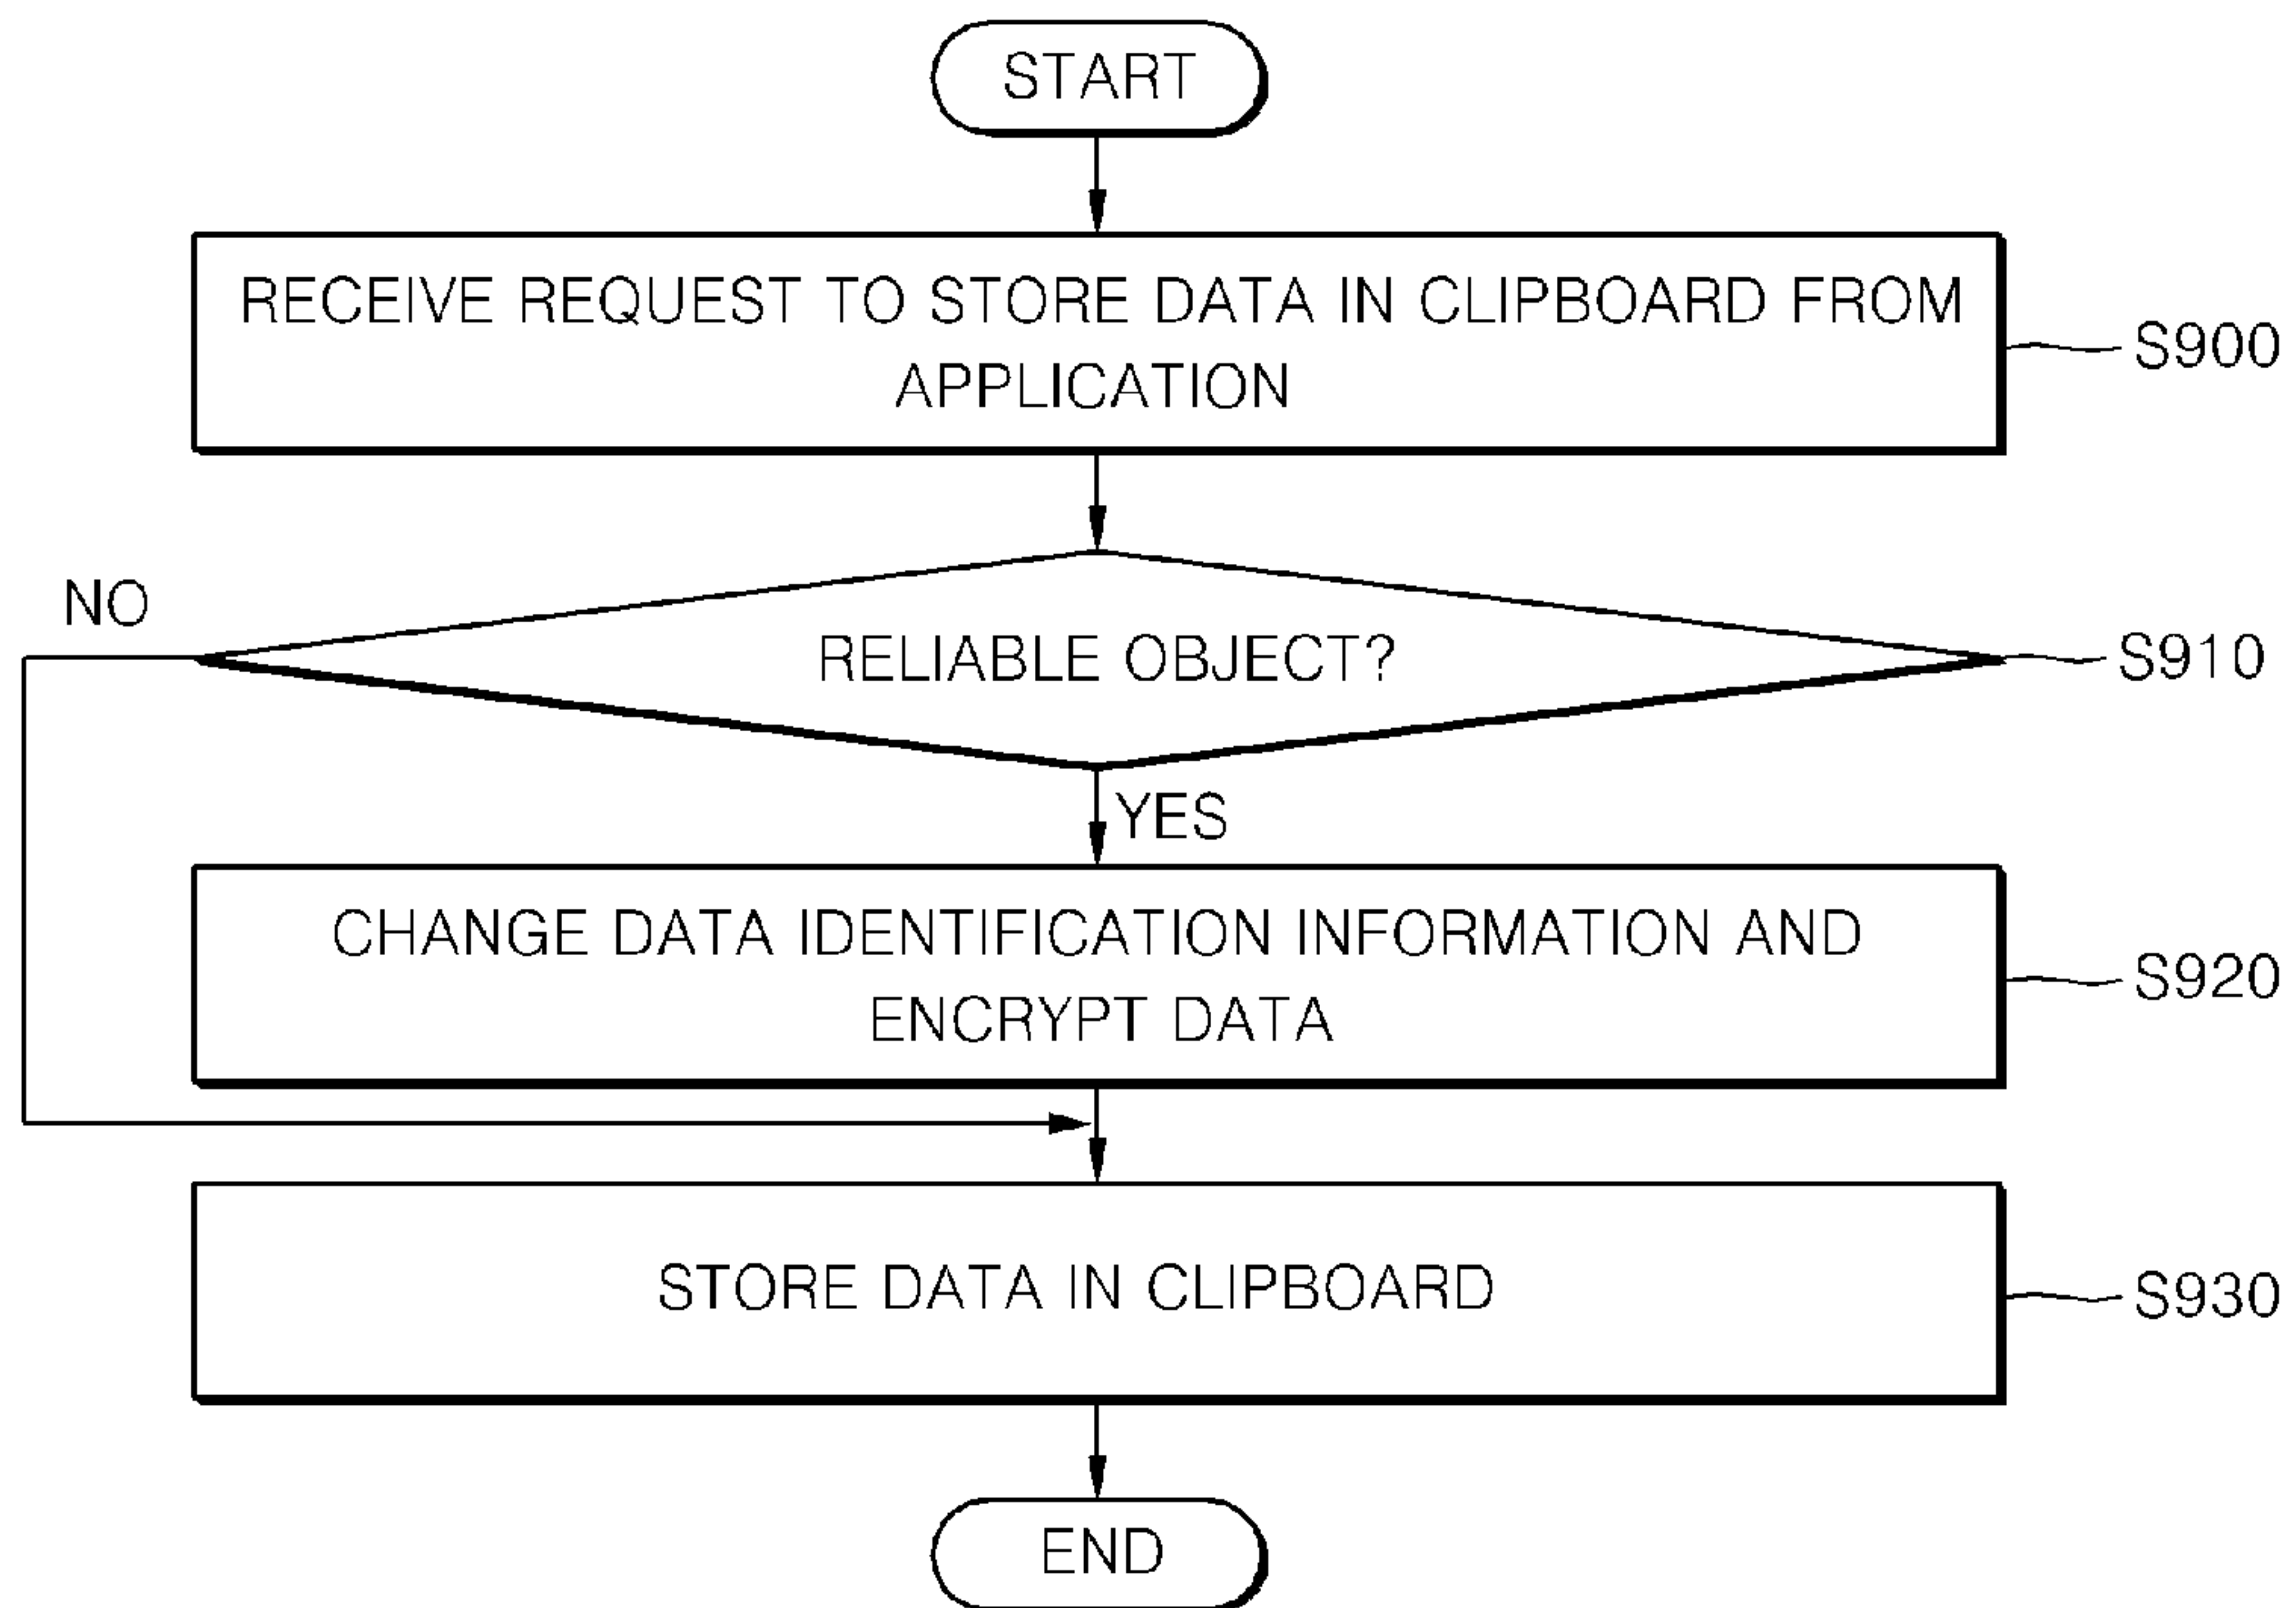 START
RECEIVE REQUEST TO STORE DATA IN CLIPBOARD FROM
APPLICATION
S900
NO
RELIABLE OBJECT?
S910
YES
CHANGE DATA IDENTIFICATION INFORMATION AND
ENCRYPT DATA
S920
STORE DATA IN CLIPBOARD
S930
END